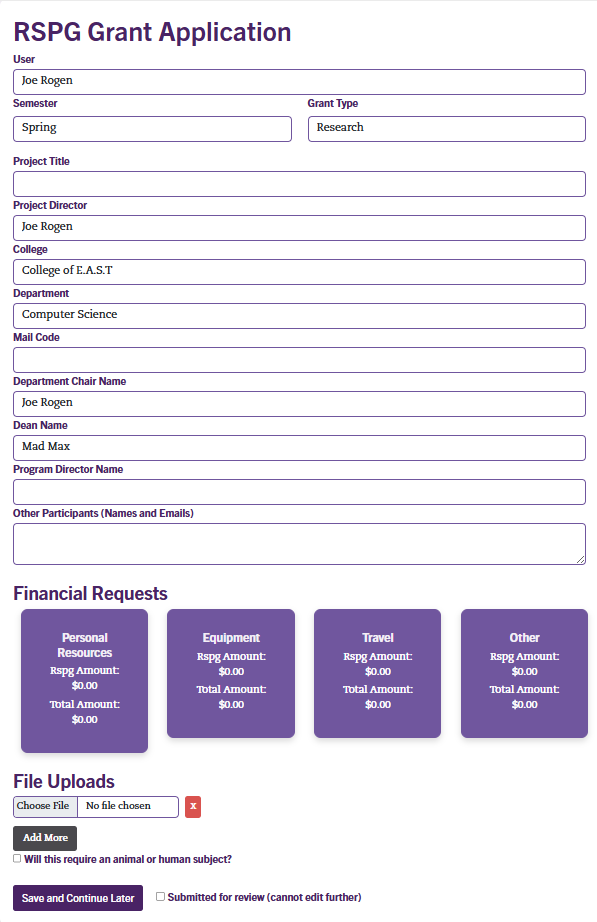 RSPG Grant Application
User
Joe Rogen
Semester Grant Type
Spring Research
Project Title
Project Director
Joe Rogen
College
College of E.A.S.T
Department
Computer Science
Mail Code
Department Chair Name
Joe Rogen
Dean Name
Mad Max
Program Director Name
Other Participants (Names and Emails)
Financial Requests
Personal
Resources
Rspg Amount:
$0.00
Total Amount:
$0.00
Equipment
Rspg Amount:
$0.00
Total Amount:
$0.00
Travel
Rspg Amount:
$0.00
Total Amount:
$0.00
Other
Rspg Amount:
$0.00
Total Amount:
$0.00
File Uploads
Choose File No file chosen x
Add More
Will this require an animal or human subject?
Save and Continue Later Submitted for review (cannot edit further)